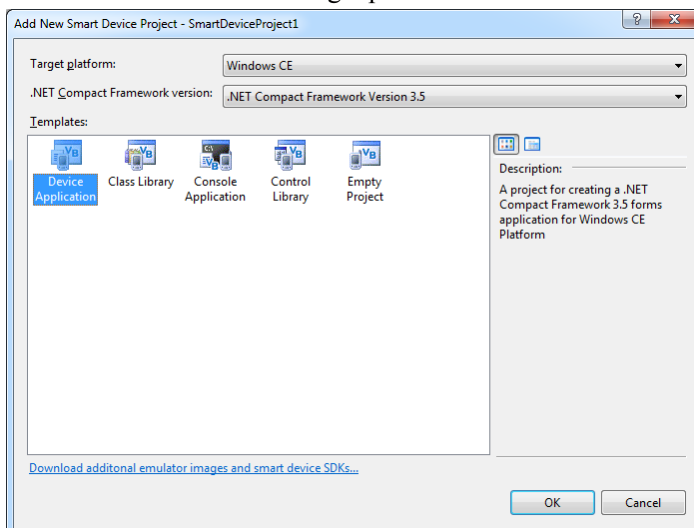 Add New Smart Device Project - SmartDeviceProject1
Target platform:
Windows CE
.NET Compact Framework version:
.NET Compact Framework Version 3.5
Templates:
Device Application
Class Library
Console Application
Control Library
Empty Project
Description:
A project for creating a .NET
Compact Framework 3.5 forms
application for Windows CE
Platform
Download additonal emulator images and smart device SDKs...
OK
Cancel